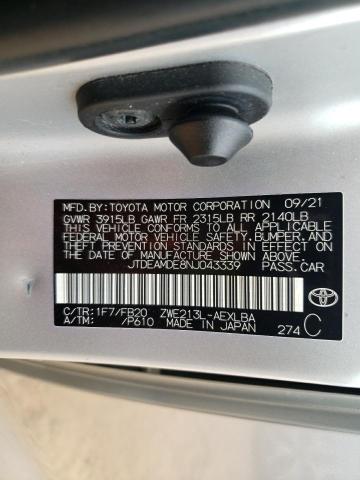 MFD.BY:TOYOTA MOTOR CORPORATION 09/21
GVWR 3915LB GAWR FR 2315LB RR 2140LB
THIS VEHICLE CONFORMS TO ALL APPLICABLE
FEDERAL MOTOR VEHICLE SAFETY, BUMPER, AND
THEFT PREVENTION STANDARDS IN EFFECT ON
THE DATE OF MANUFACTURE SHOWN ABOVE.
JTDEAMDE8NJ043339 PASS.CAR
C/TR:1F7/FB20 ZWE213L-AEXLBA
A/TM: /P610 MADE IN JAPAN 274 C